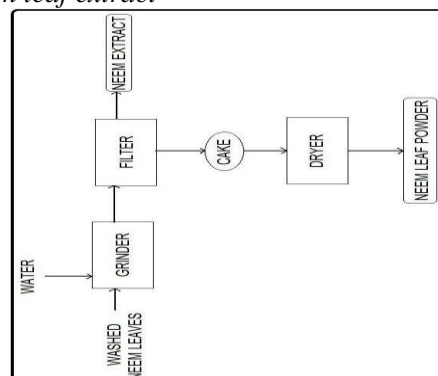 n leaf extract
NEEM EXTRACT
FILTER
CAKE
DRYER
NEEM LEAF POWDER
WATER
GRINDER
WASHED
NEEM LEAVES